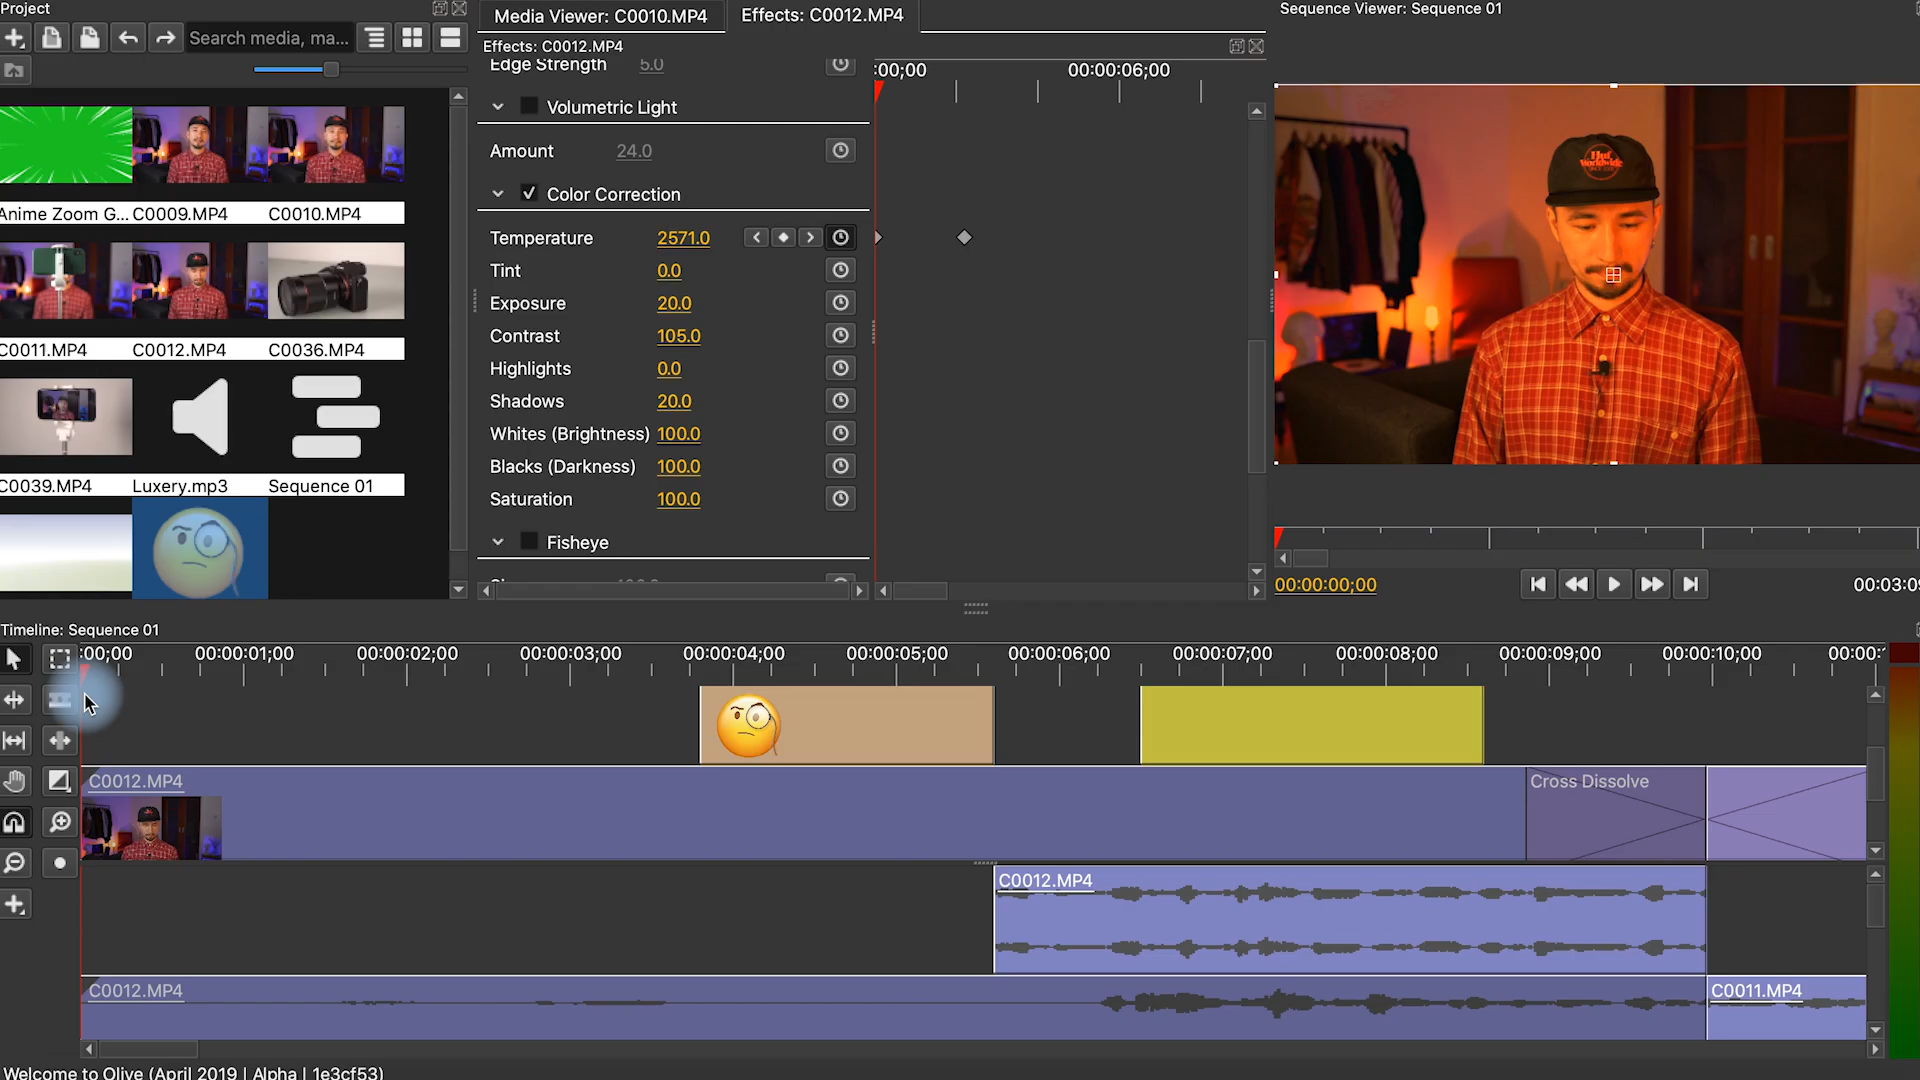 Project
Search media, ma...
Anime Zoom G... C0009.MP4 C0010.MP4
C0011.MP4 C0012.MP4 C0036.MP4
C0039.MP4 Luxery.mp3 Sequence 01
Media Viewer: C0010.MP4 Effects: C0012.MP4
Effects: C0012.MP4
Edge Strength 5.0
Volumetric Light
Amount 24.0
Color Correction
Temperature 2571.0
Tint 0.0
Exposure 20.0
Contrast 105.0
Highlights 0.0
Shadows 20.0
Whites (Brightness) 100.0
Blacks (Darkness) 100.0
Saturation 100.0
Fisheye
:00;00 00:00:06;00
Sequence Viewer: Sequence 01
Huf
Worldwide
00:00:00;00 00:03:09
Timeline: Sequence 01
:00;00 00:00:01;00 00:00:02;00 00:00:03;00 00:00:04;00 00:00:05;00 00:00:06;00 00:00:07;00 00:00:08;00 00:00:09;00 00:00:10;00 00:00:
C0012.MP4 Cross Dissolve
C0012.MP4
C0012.MP4 C0011.MP4
Welcome to Olive (April 2019 | Alpha | 1e3cf53)